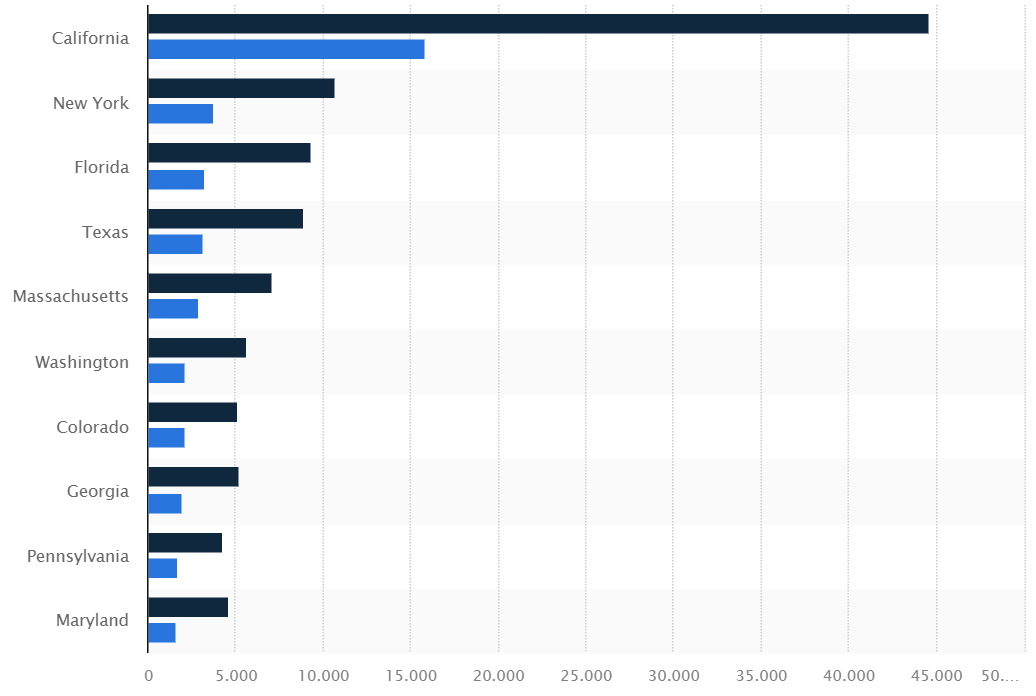 California
New York
Florida
Texas
Massachusetts
Washington
Colorado
Georgia
Pennsylvania
Maryland
0 5.000 10.000 15.000 20.000 25.000 30.000 35.000 40.000 45.000 50.…